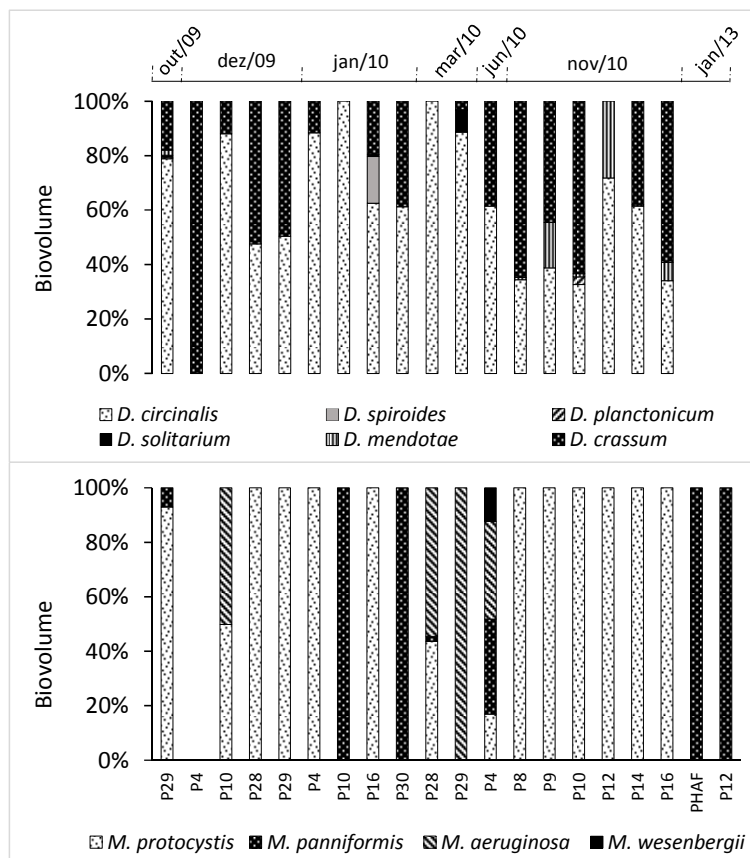 out/09 dez/09 jan/10 mar/10 jun/10 nov/10 jan/13
100%
80%
60%
40%
20%
0%
Biovolume
D. circinalis D. spiroides D. planctonicum
D. solitarium D. mendotae D. crassum
100%
80%
60%
40%
20%
0%
Biovolume
P29 P4 P10 P28 P29 P4 P10 P16 P30 P28 P29 P4 P8 P9 P10 P12 P14 P16 PHAF P12
M. protocystis M. panniformis M. aeruginosa M. wesenbergii